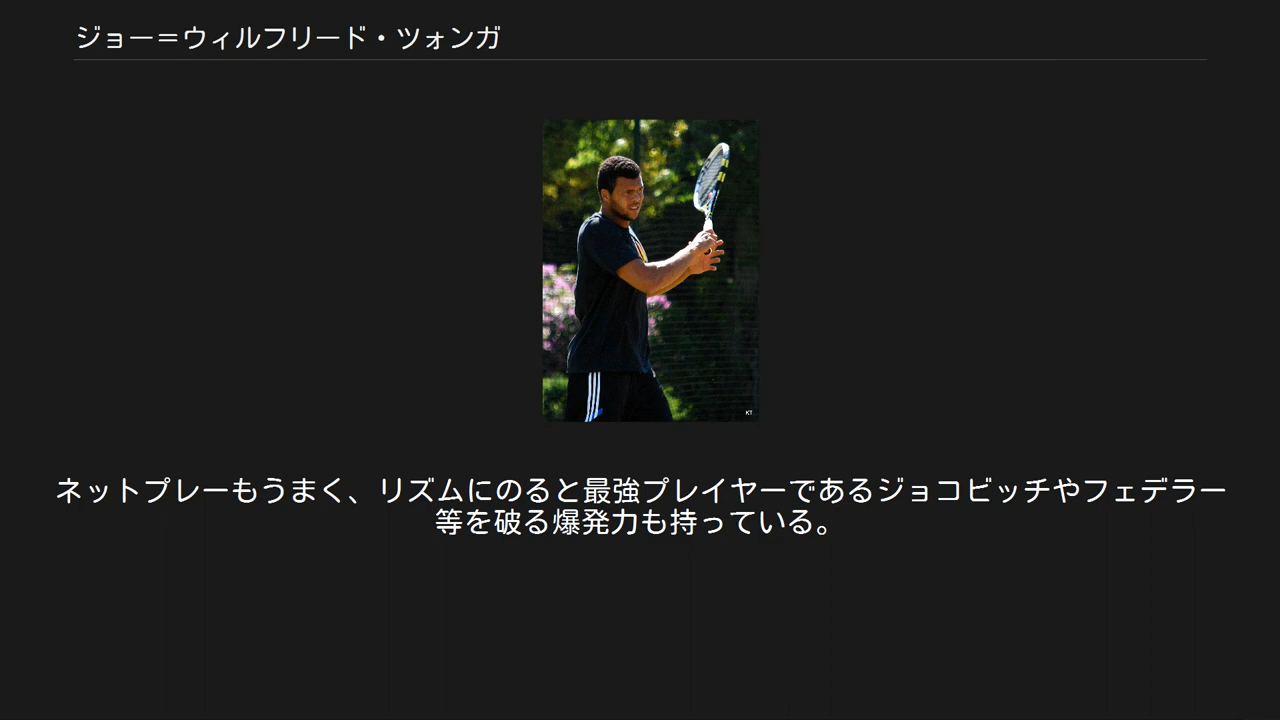 ジョー＝ウィルフリード・ツォンガ
KT
ネットプレーもうまく、リズムにのると最強プレイヤーであるジョコビッチやフェデラー
等を破る爆発力も持っている。